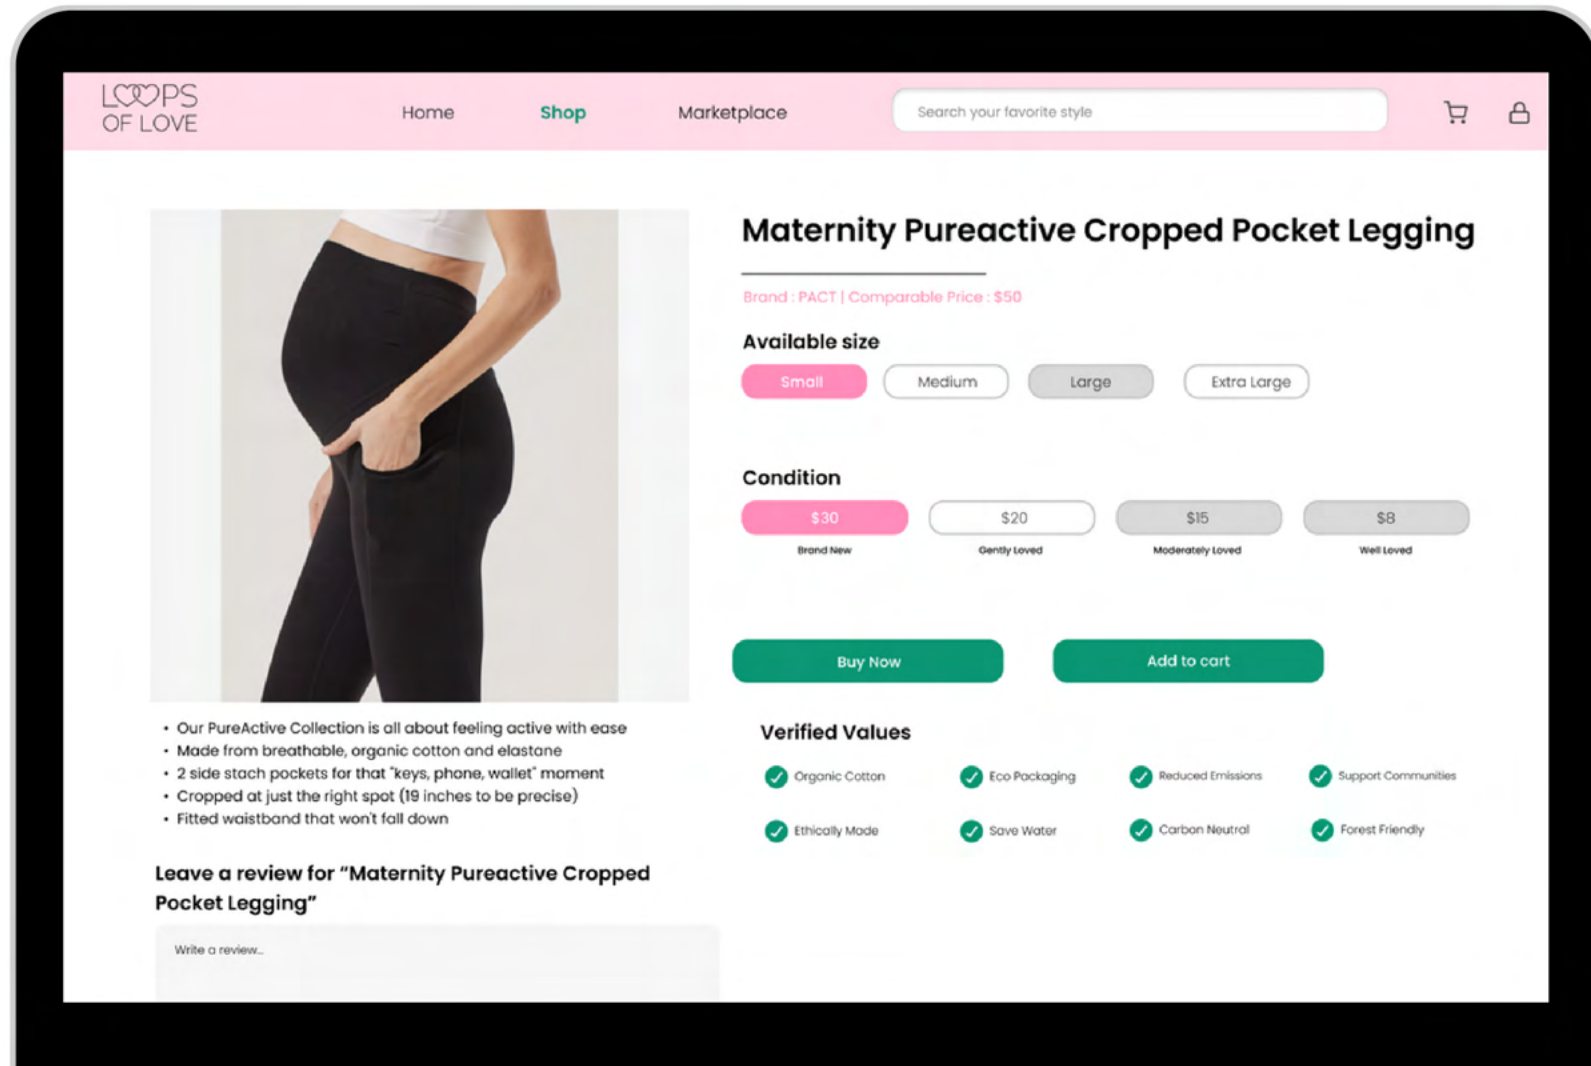 LOOPS
OF LOVE
Home
Shop
Marketplace
Search your favorite style
Maternity Pureactive Cropped Pocket Legging
Brand : PACT | Comparable Price : $50
Available size
Small
Medium
Large
Extra Large
Condition
$30
$20
$15
$8
Brand New
Gently Loved
Moderately Loved
Well Loved
Buy Now
Add to cart
• Our PureActive Collection is all about feeling active with ease
• Made from breathable, organic cotton and elastane
• 2 side stach pockets for that "keys, phone, wallet" moment
• Cropped at just the right spot (19 inches to be precise)
• Fitted waistband that won't fall down
Verified Values
Organic Cotton
Eco Packaging
Reduced Emissions
Support Communities
Ethically Made
Save Water
Carbon Neutral
Forest Friendly
Leave a review for “Maternity Pureactive Cropped
Pocket Legging”
Write a review...